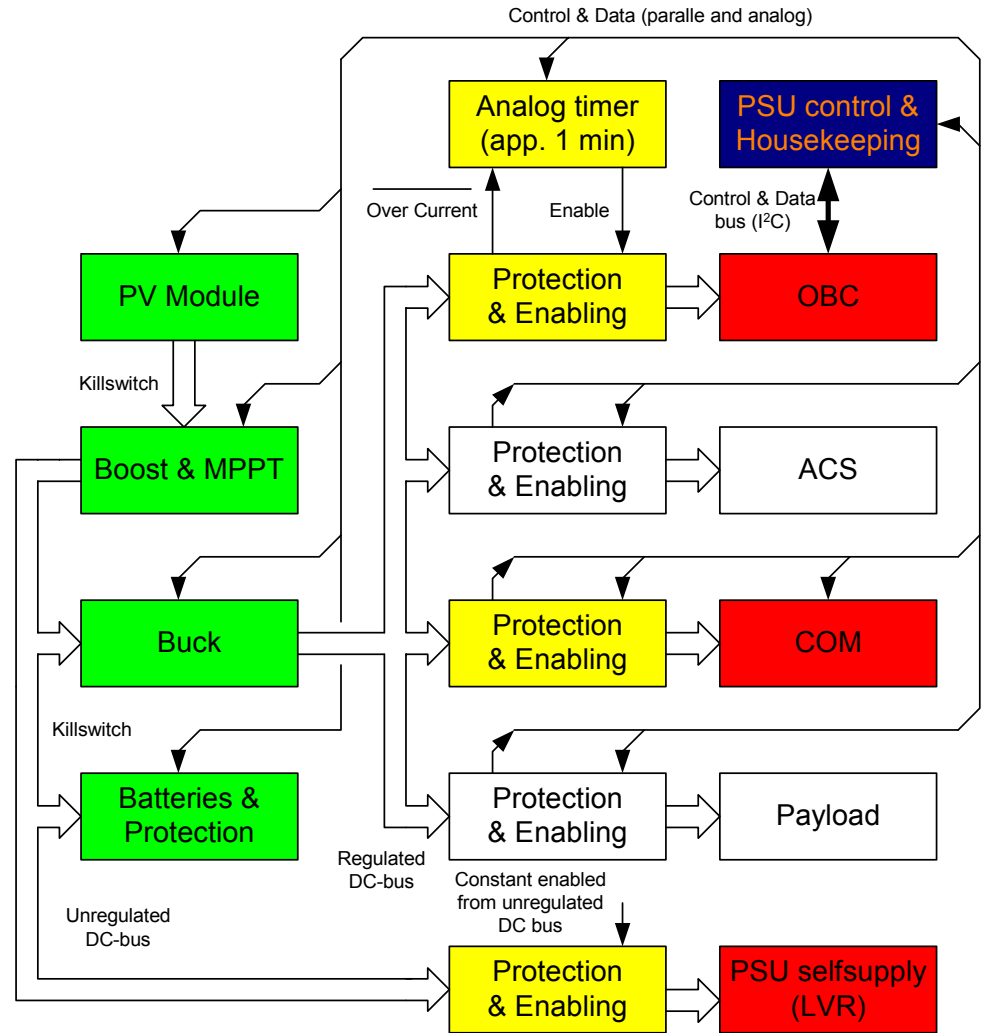 Control & Data (paralle and analog)
Analog timer
(app. 1 min)
PSU control &
Housekeeping
Over Current
Enable
Control & Data
bus (I²C)
PV Module
Protection
& Enabling
OBC
Killswitch
Boost & MPPT
Protection
& Enabling
ACS
Buck
Protection
& Enabling
COM
Killswitch
Batteries &
Protection
Protection
& Enabling
Payload
Regulated
DC-bus
Constant enabled
from unregulated
DC bus
Unregulated
DC-bus
Protection
& Enabling
PSU selfsupply
(LVR)